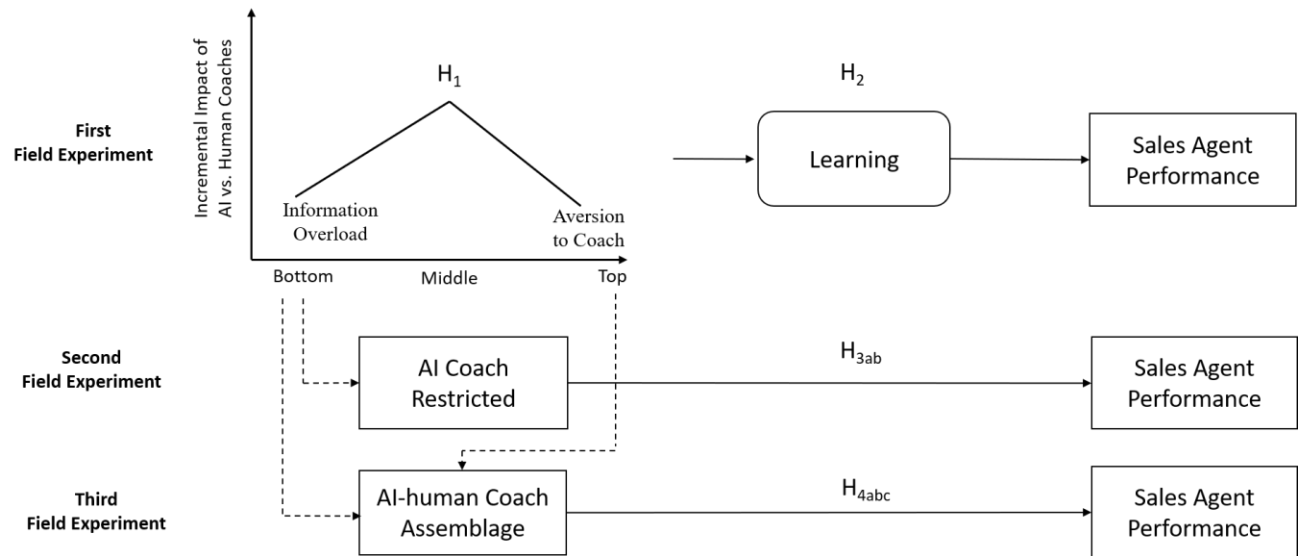 Incremental Impact of
AI vs. Human Coaches
H1
H2
First
Field Experiment
Learning
Sales Agent
Performance
Information
Overload
Aversion
to Coach
Bottom
Middle
Top
Second
Field Experiment
AI Coach
Restricted
H3ab
Sales Agent
Performance
Third
Field Experiment
AI-human Coach
Assemblage
H4abc
Sales Agent
Performance